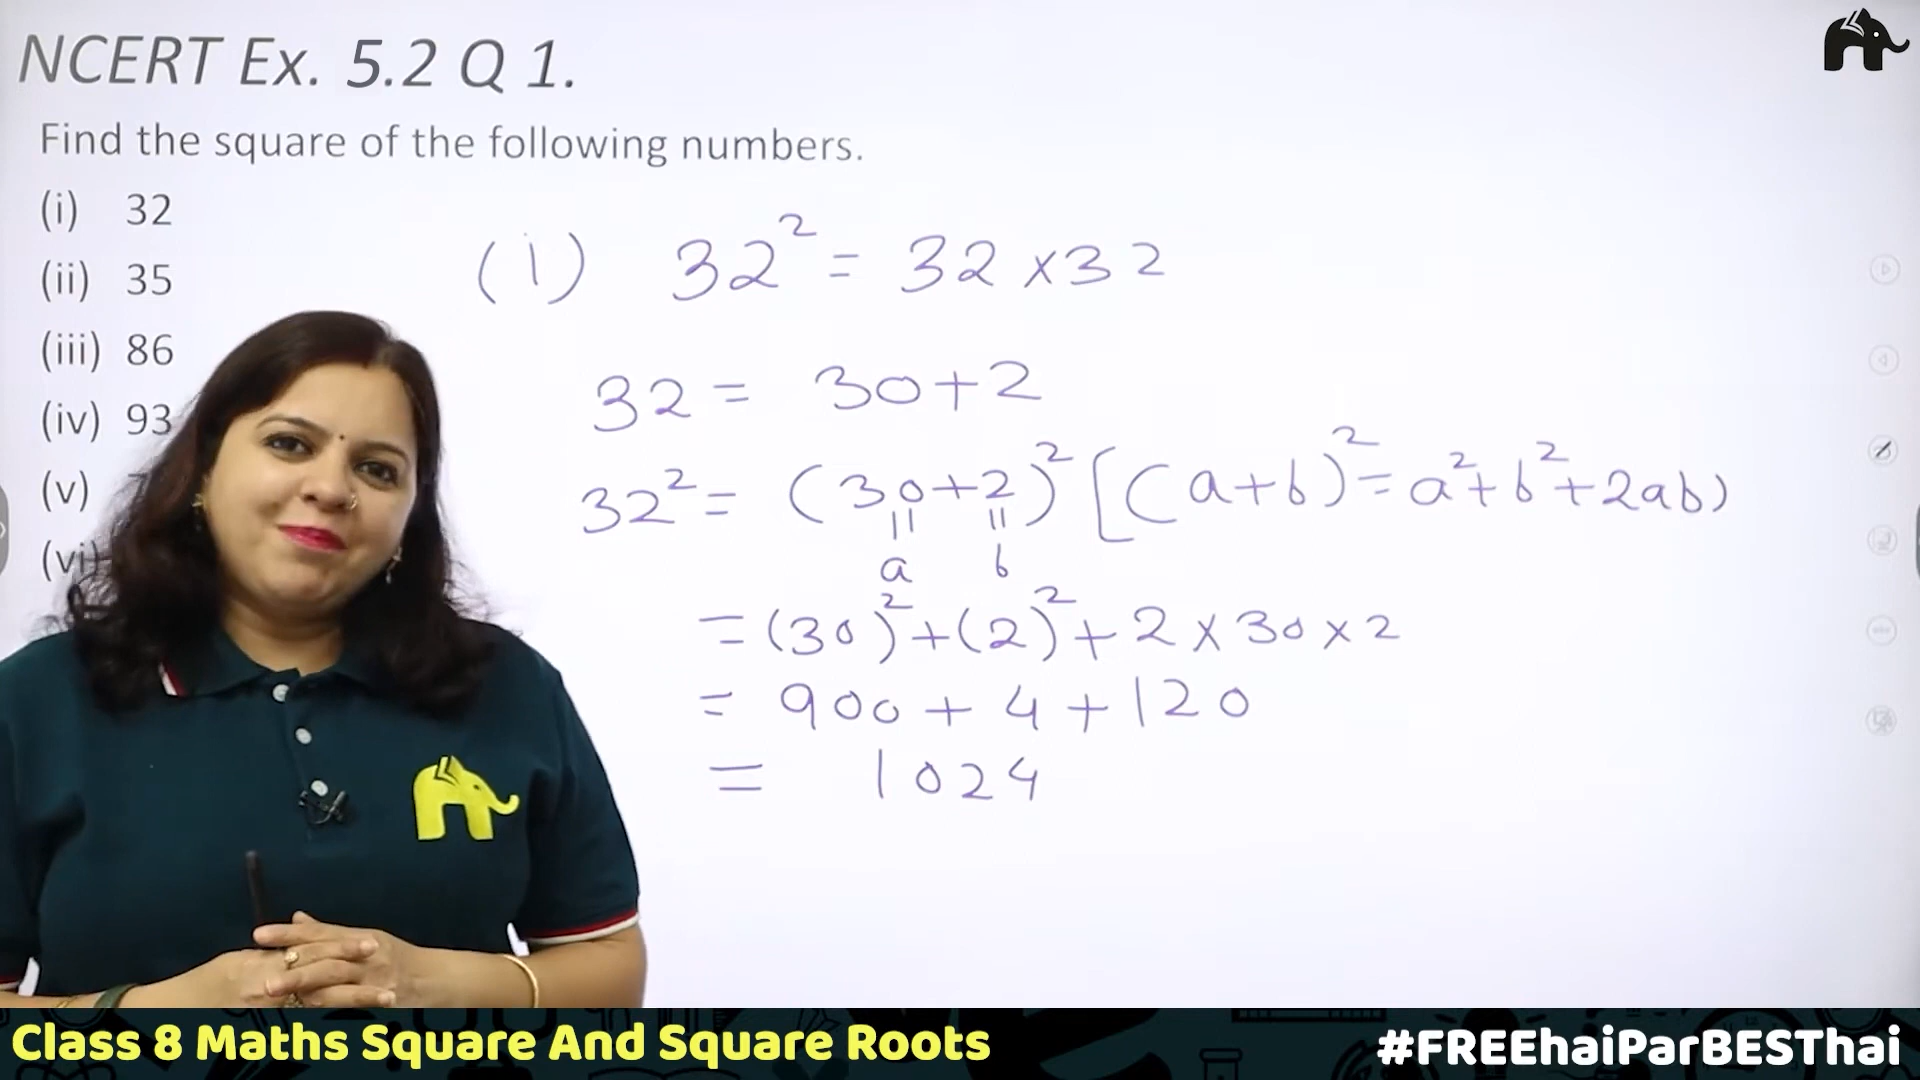 NCERT Ex. 5.2 Q 1.
Find the square of the following numbers.
(i) 32
(ii) 35
(iii) 86
(iv) 93
(v)
(vi)
(i) 32² = 32 × 32
32 = 30+2
32² = (30+2)² [(a+b)² = a²+b²+2ab)
|| ||
a b
= (30)²+(2)²+ 2 × 30 × 2
= 900 + 4 + 120
= 1024
Class 8 Maths Square And Square Roots
#FREEhaiParBESThai